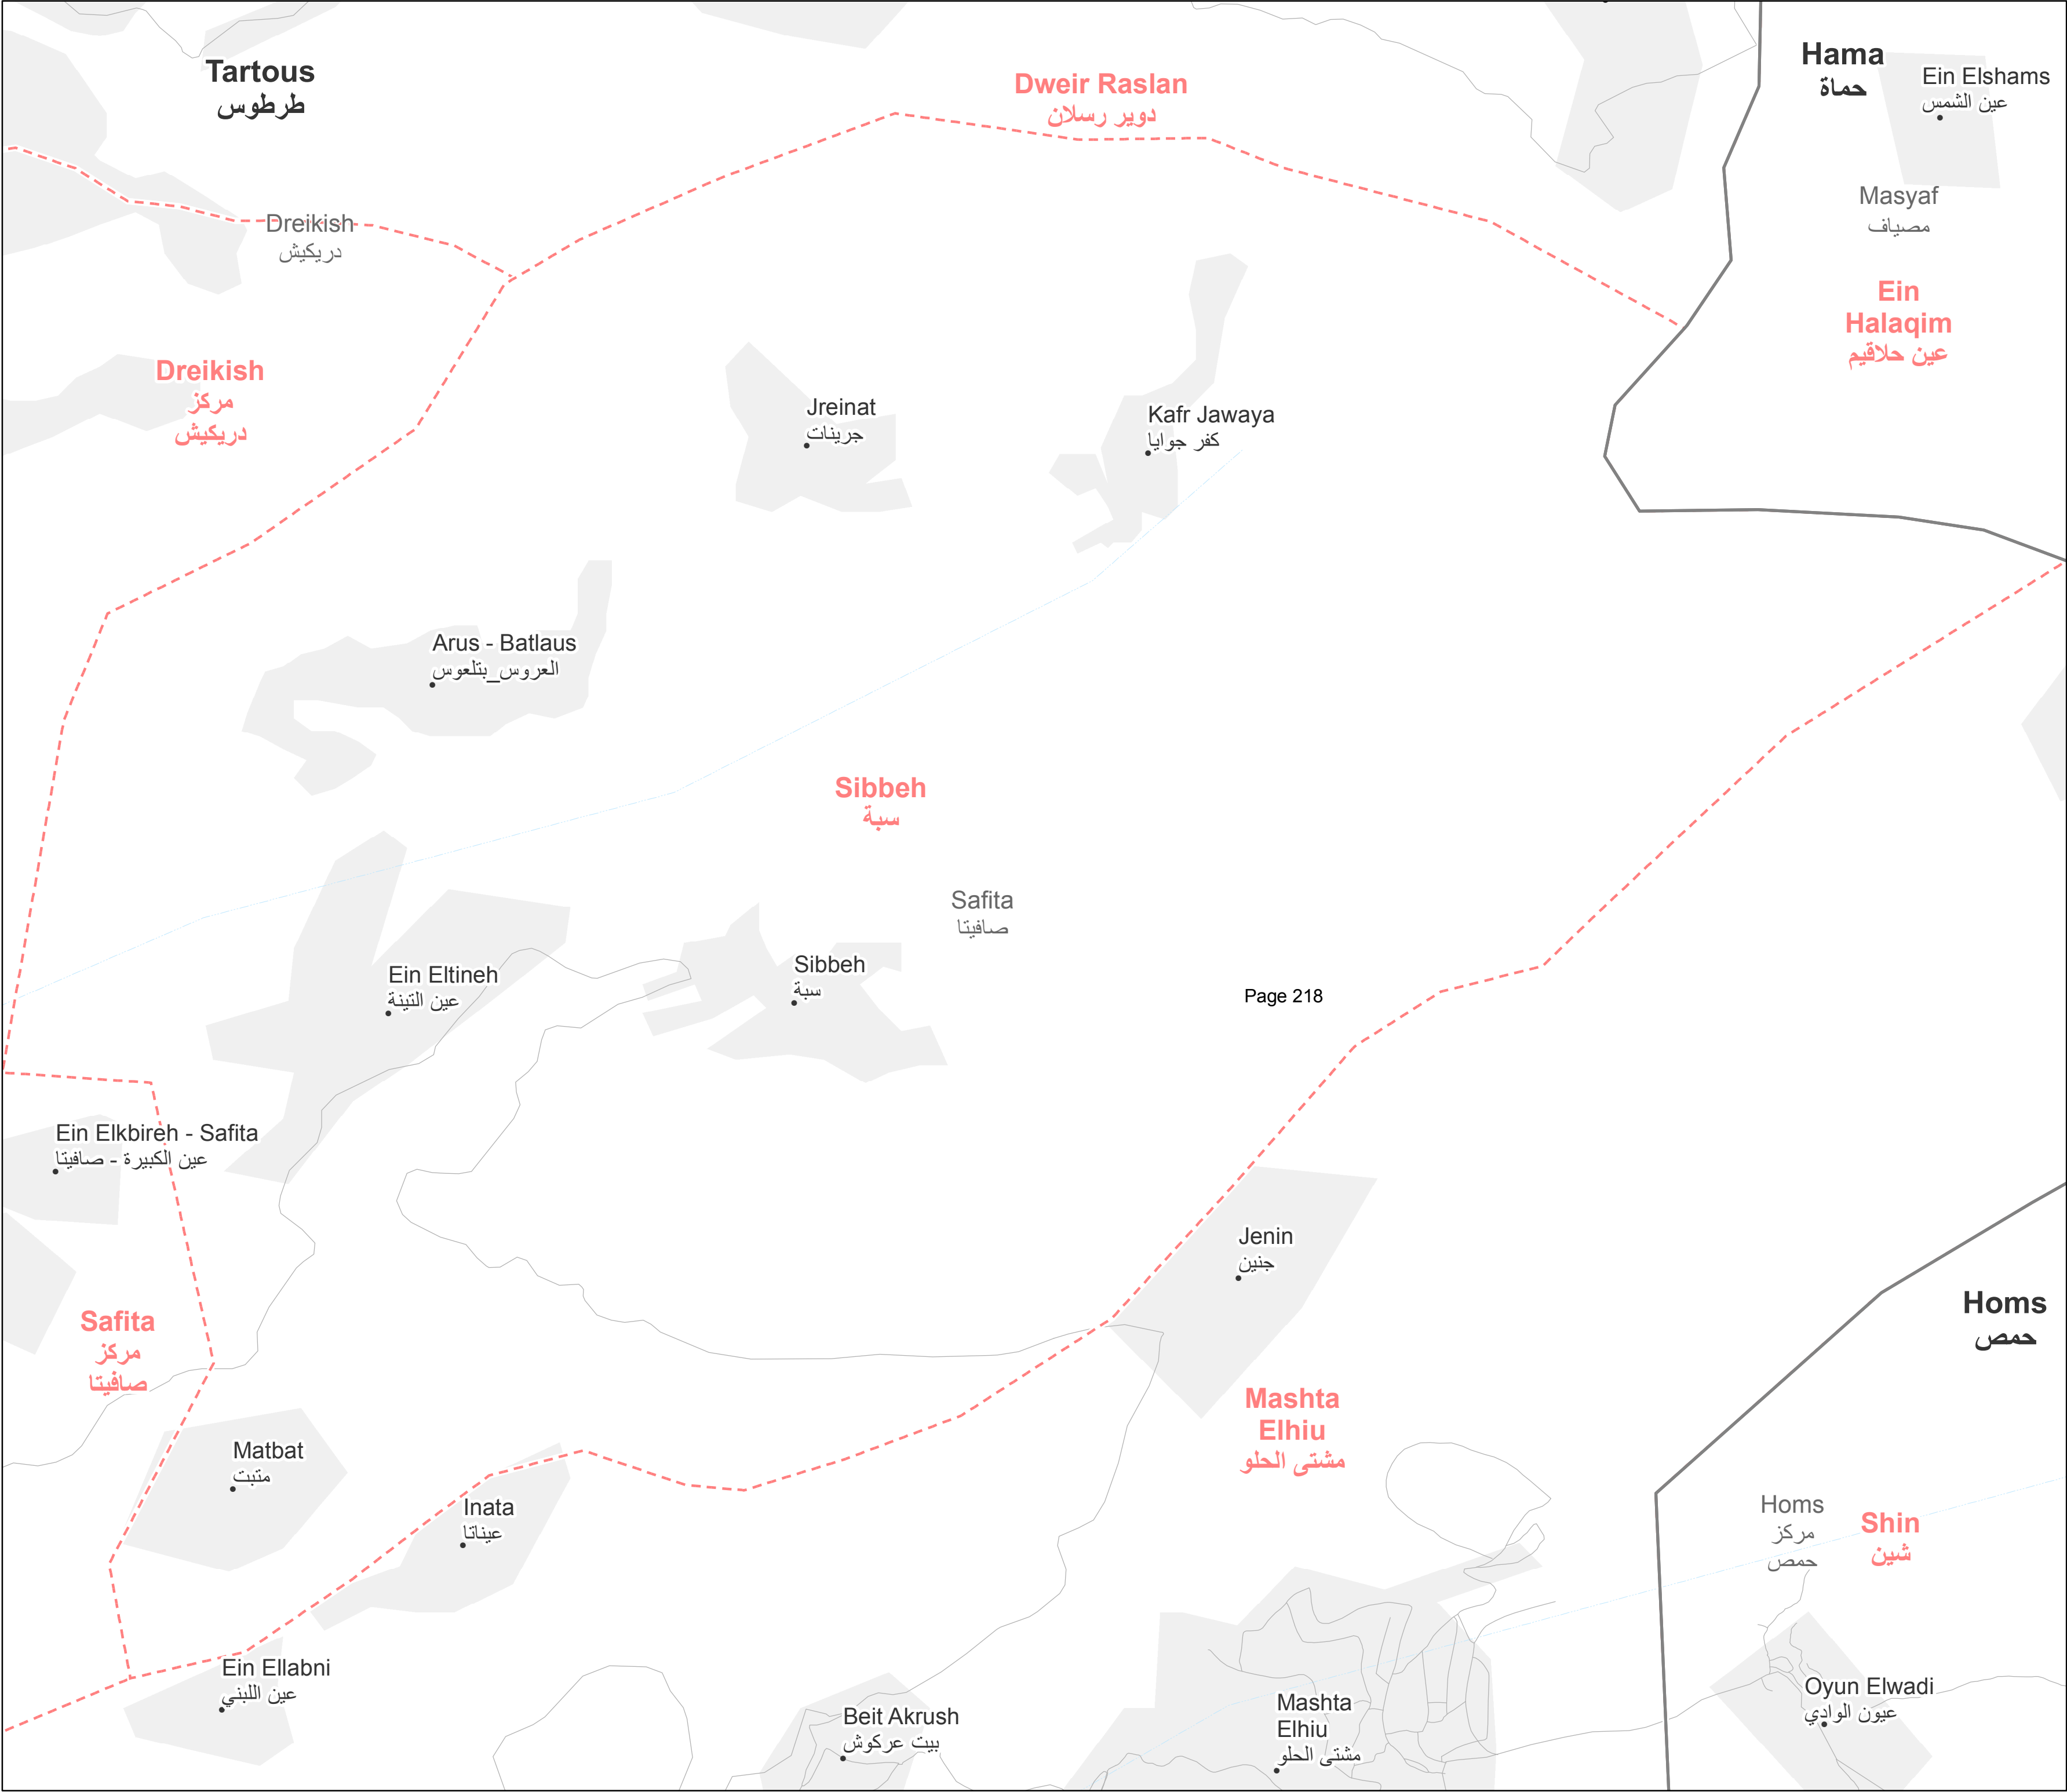 Tartous
طرطوس
Dweir Raslan
دوير رسلان
Hama
حماة
Ein Elshams
عين الشمس
Masyaf
مصياف
Dreikish
دريكيش
Ein
Halaqim
عين حلاقيم
Dreikish
مركز
دريكيش
Jreinat
جرينات
Kafr Jawaya
كفر جوايا
Arus - Batlaus
العروس_بتلعوس
Sibbeh
سبة
Safita
صافيتا
Ein Eltineh
عين التينة
Sibbeh
سبة
Page 218
Ein Elkbireh - Safita
عين الكبيرة - صافيتا
Jenin
جنين
Homs
حمص
Safita
مركز
صافيتا
Mashta
Elhiu
مشتى الحلو
Matbat
متبت
Inata
عيناتا
Homs
مركز
حمص
Shin
شين
Ein Ellabni
عين اللبني
Beit Akrush
بيت عركوش
Mashta
Elhiu
مشتى الحلو
Oyun Elwadi
عيون الوادي